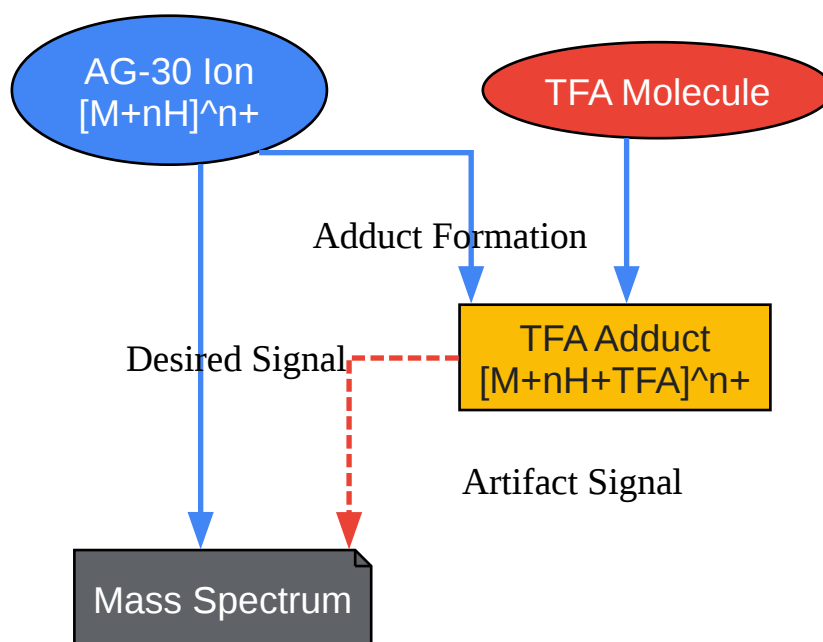 AG-30 Ion
[M+nH]^n+
TFA Molecule
Adduct Formation
TFA Adduct
[M+nH+TFA]^n+
Desired Signal
Artifact Signal
Mass Spectrum